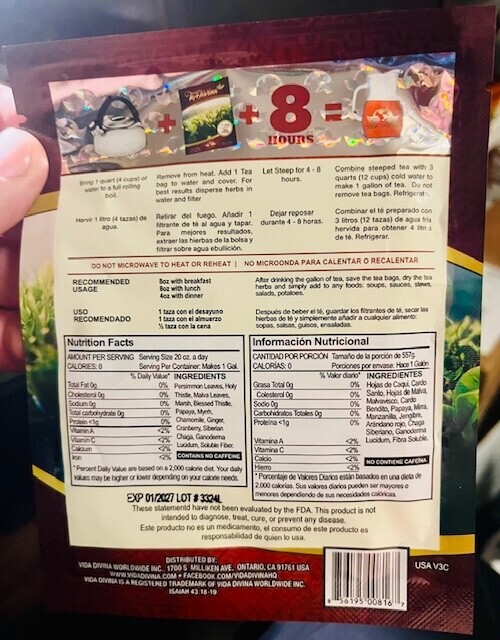 +
+
8
HOURS
=
Bring 1 quart (4 cups) of
water to a full rolling
boil.
Remove from heat. Add 1 Tea
bag to water and cover. For
best results disperse herbs in
water and filter
Let Steep for 4 - 8
hours.
Combine steeped tea with 3
quarts (12 cups) cold water to
make 1 gallon of tea. Do not
remove tea bags. Refrigerate.
Hervir 1 litro (4 tazas) de
agua.
Retirar del fuego. Añadir 1
filtrante de té al agua y tapar.
Para mejores resultados,
extraer las hierbas de la bolsa y
filtrar sobre agua ebullición.
Dejar reposar
durante 4 - 8 horas.
Combinar el té preparado con
3 litros (12 tazas) de agua fría
hervida para obtener 4 litros
de té. Refrigerar.
DO NOT MICROWAVE TO HEAT OR REHEAT | NO MICROONDA PARA CALENTAR O RECALENTAR
RECOMMENDED
USAGE
8oz with breakfast
8oz with lunch
4oz with dinner
After drinking the gallon of tea, save the tea bags, dry the tea
herbs and simply add to any foods: soups, sauces, stews,
salads, potatoes.
USO
RECOMENDADO
1 taza con el desayuno
1 taza con el almuerzo
½ taza con la cena
Después de beber el té, guardar los filtrantes de té, secar las
hierbas de té y simplemente añadir a cualquier alimento:
sopas, salsas, guisos, ensaladas.
Nutrition Facts
AMOUNT PER SERVING Serving Size 20 oz. a day
CALORIES: 0 Serving Per Container: Makes 1 Gal.
% Daily Value* INGREDIENTS
Total Fat 0g 0%
Cholesterol 0g 0%
Sodium 0g 0%
Total carbohydrate 0g 0%
Protein <1g 0%
Vitamin A <2%
Vitamin C <2%
Calcium <2%
Iron <2%
Persimmon Leaves, Holy
Thistle, Malva Leaves,
Marsh, Blessed Thistle,
Papaya, Myrrh,
Chamomile, Ginger,
Cranberry, Siberian
Chaga, Ganoderma
Lucidum, Soluble Fiber.
CONTAINS NO CAFFEINE
*Percent Daily Value are based on a 2,000 calorie diet. Your daily
values may be higher or lower depending on your calorie needs.
Información Nutricional
CANTIDAD POR PORCIÓN Tamaño de la porción de 557g
CALORÍAS: 0 Porciones por envase: Hace 1 Galón
% Valor diario* INGREDIENTES
Grasa Total 0g 0%
Colesterol 0g 0%
Sodio 0g 0%
Carbohidratos Totales 0g 0%
Proteína <1g 0%
Vitamina A <2%
Vitamina C <2%
Calcio <2%
Hierro <2%
Hojas de Caqui, Cardo
Santo, Hojas de Malva,
Malvavisco, Cardo
Bendito, Papaya, Mirra,
Manzanilla, Jengibre,
Arándano rojo, Chaga
Siberiano, Ganoderma
Lucidum, Fibra Soluble.
NO CONTIENE CAFEÍNA
*Porcentaje de Valores Diarios están basados en una dieta de
2.000 calorías. Sus valores diarios pueden ser mayores o
menores dependiendo de sus necesidades calóricas.
EXP 01/2027 LOT # 3324L
These statementd have not been evaluated by the FDA. This product is not
intended to diagnose, treat, cure, or prevent any disease.
Este producto no es un medicamento, el consumo de este producto es
responsabilidad de quien lo usa.
DISTRIBUTED BY:
VIDA DIVINA WORLDWIDE INC., 1700 S. MILLIKEN AVE, ONTARIO, CA 91761 USA
WWW.VIDADIVINA.COM • FACEBOOK.COM/VIDADIVINAHQ
VIDA DIVINA IS A REGISTERED TRADEMARK OF VIDA DIVINA WORLDWIDE INC.
ISAIAH 43:18-19
USA V3C
8 56195 00816 7